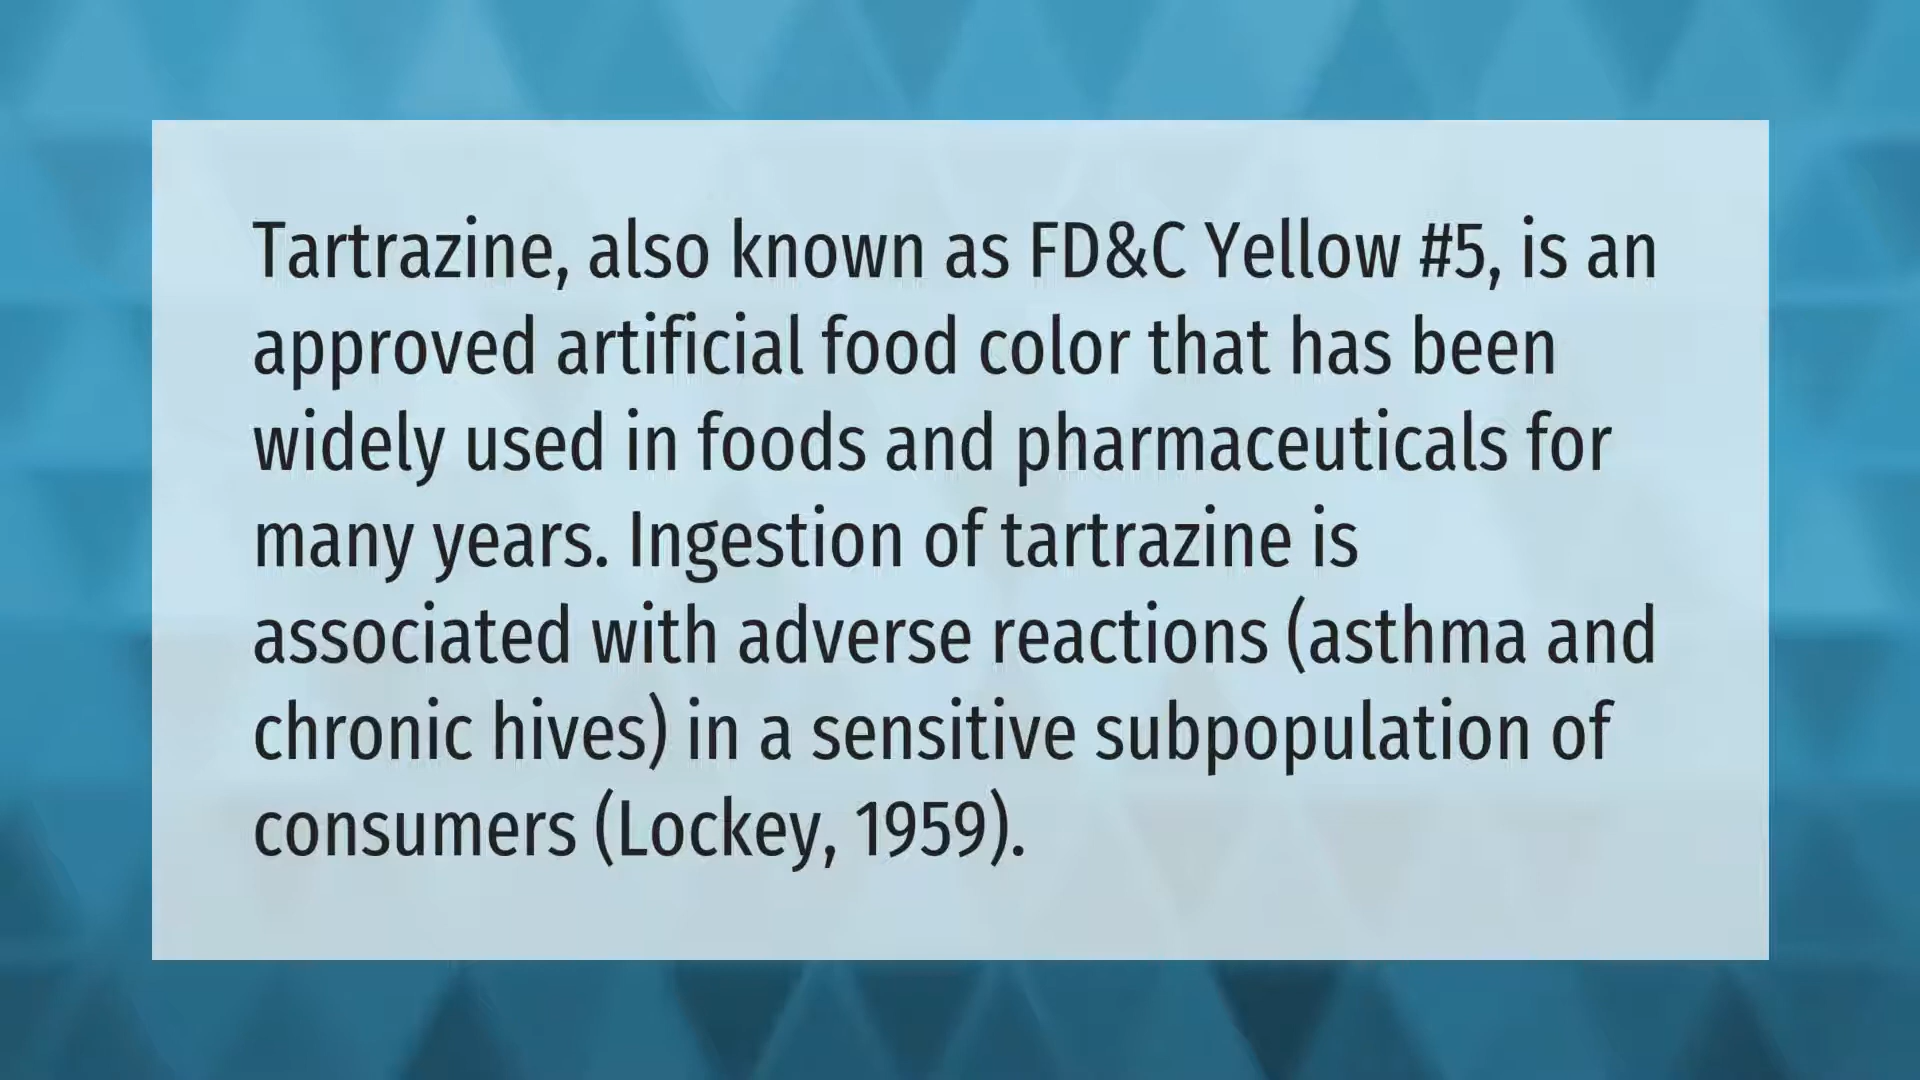 Tartrazine, also known as FD&C Yellow #5, is an
approved artificial food color that has been
widely used in foods and pharmaceuticals for
many years. Ingestion of tartrazine is
associated with adverse reactions (asthma and
chronic hives) in a sensitive subpopulation of
consumers (Lockey, 1959).